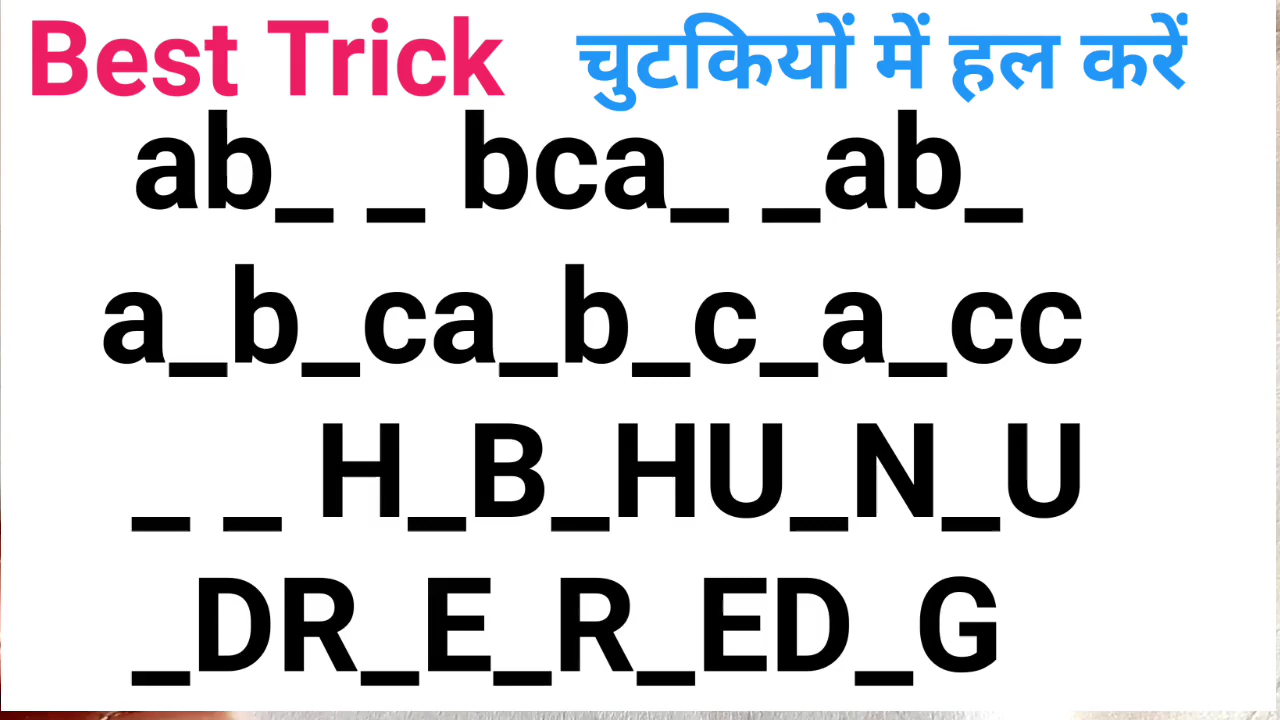 Best Trick चुटकियों में हल करें
ab_ _ bca_ _ab_
a_b_ca_b_c_a_cc
_ _ H_B_HU_N_U
_DR_E_R_ED_G